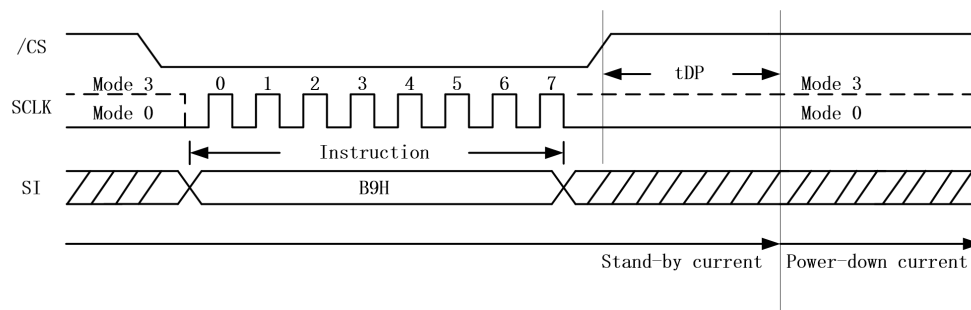 /CS
tDP
Mode 3 0 1 2 3 4 5 6 7 Mode 3
SCLK
Mode 0 Mode 0
Instruction
SI B9H
Stand-by current Power-down current